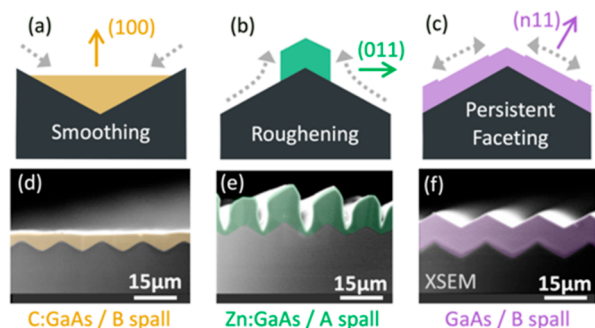 (a) (b) (c)
(100) (011) (n11)
Smoothing Roughening Persistent
Faceting
(d) (e) (f)
15μm 15μm XSEM 15μm
C:GaAs / B spall Zn:GaAs / A spall GaAs / B spall